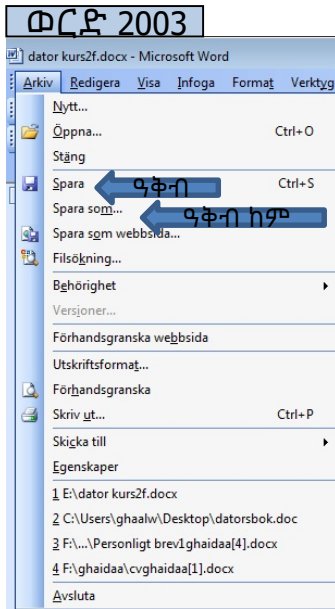 ወርድ 2003
dator kurs2f.docx - Microsoft Word
Arkiv Redigera Visa Infoga Format Verktyg
Nytt...
Öppna... Ctrl+O
Stäng
Spara ዓቅብ Ctrl+S
Spara som... ዓቅብ ከም
Spara som webbsida...
Filsökning...
Behörighet
Versjoner...
Förhandsgranska webbsida
Utskriftsformat...
Förhandsgranska
Skriv ut... Ctrl+P
Skicka till
Egenskaper
1 E:\dator kurs2f.docx
2 C:\Users\ghaalw\Desktop\datorsbok.doc
3 F:\...\Personligt brev1ghaidaa[4].docx
4 F:\ghaidaa\cvghaidaa[1].docx
Avsluta